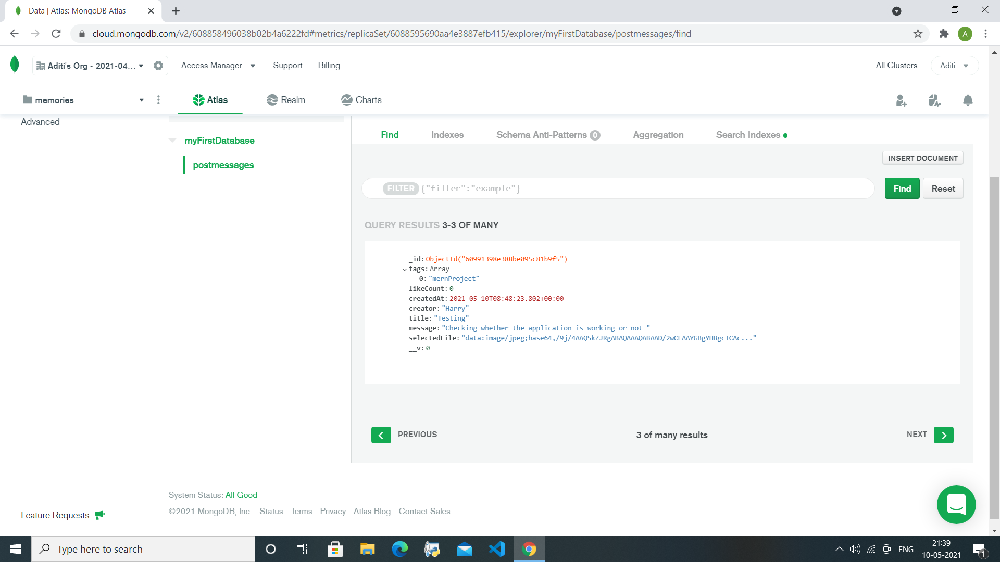 Data | Atlas: MongoDB Atlas
cloud.mongodb.com/v2/608858496038b02b4a6222fd#metrics/replicaSet/6088595690aa4e3887efb415/explorer/myFirstDatabase/postmessages/find
A
Aditi's Org - 2021-04...
Access Manager
Support
Billing
All Clusters
Aditi
memories
Atlas
Realm
Charts
Advanced
myFirstDatabase
postmessages
Find
Indexes
Schema Anti-Patterns 0
Aggregation
Search Indexes
INSERT DOCUMENT
FILTER {"filter":"example"}
Find
Reset
QUERY RESULTS 3-3 OF MANY
_id: ObjectId("60991398e388be095c81b9f5")
tags: Array
0: "mernProject"
likeCount: 0
createdAt: 2021-05-10T08:48:23.802+00:00
creator: "Harry"
title: "Testing"
message: "Checking whether the application is working or not "
selectedFile: "data:image/jpeg;base64,/9j/4AAQSkZJRgABAQAAAQABAAD/2wCEAAYGBgYHBgcICAc..."
__v: 0
PREVIOUS
3 of many results
NEXT
System Status: All Good
©2021 MongoDB, Inc. Status Terms Privacy Atlas Blog Contact Sales
Feature Requests
Type here to search
ENG
21:39
10-05-2021
1